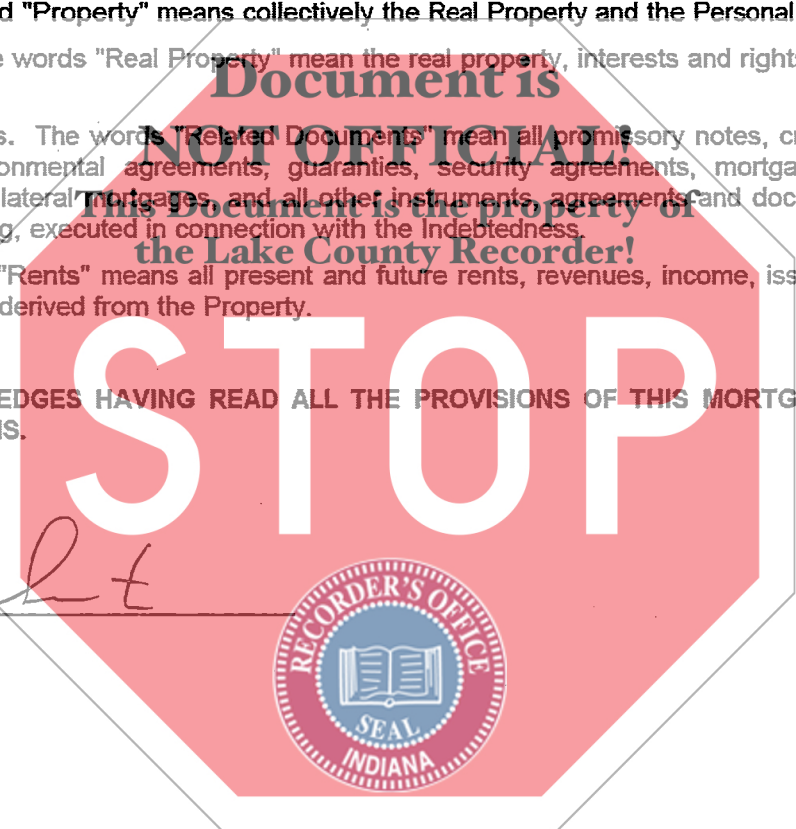 d "Property" means collectively the Real Property and the Personal
e words "Real Property" mean the real property, interests and rights
Document is
s. The words "Related Documents" mean all promissory notes, cr
NOT OFFICIAL!
onmental agreements, guaranties, security agreements, mortga
lateral mortgages, and all other instruments, agreements and doc
This Document is the property of
g, executed in connection with the Indebtedness.
the Lake County Recorder!
"Rents" means all present and future rents, revenues, income, iss
derived from the Property.
STOP
EDGES HAVING READ ALL THE PROVISIONS OF THIS MORTG
IS.
RECORDER'S OFFICE
SEAL
INDIANA